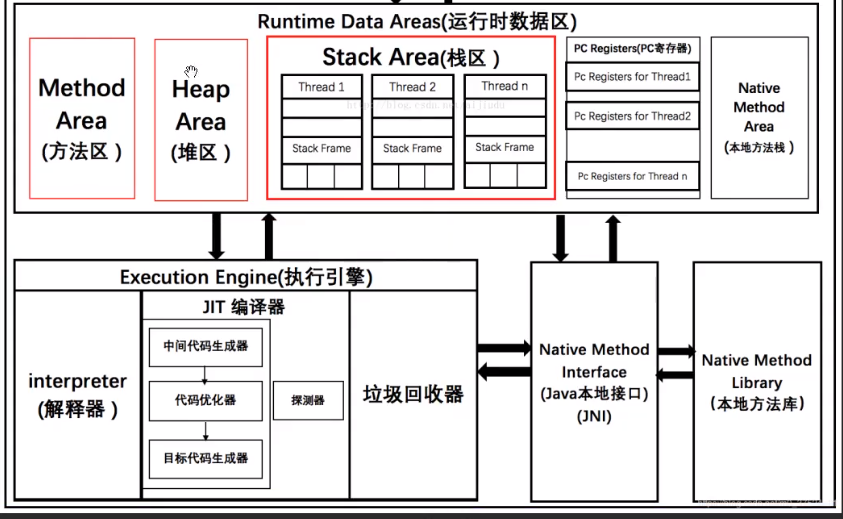 Runtime Data Areas(运行时数据区)
Method
Area
(方法区)
Heap
Area
(堆区)
Stack Area(栈区)
Thread 1
Stack Frame
Thread 2
Stack Frame
Thread n
Stack Frame
PC Registers(PC寄存器)
Pc Registers for Thread1
Pc Registers for Thread2
Pc Registers for Thread n
Native
Method
Area
(本地方法栈)
Execution Engine(执行引擎)
interpreter
(解释器)
JIT 编译器
中间代码生成器
代码优化器
目标代码生成器
探测器
垃圾回收器
Native Method
Interface
(Java本地接口)
(JNI)
Native Method
Library
(本地方法库)